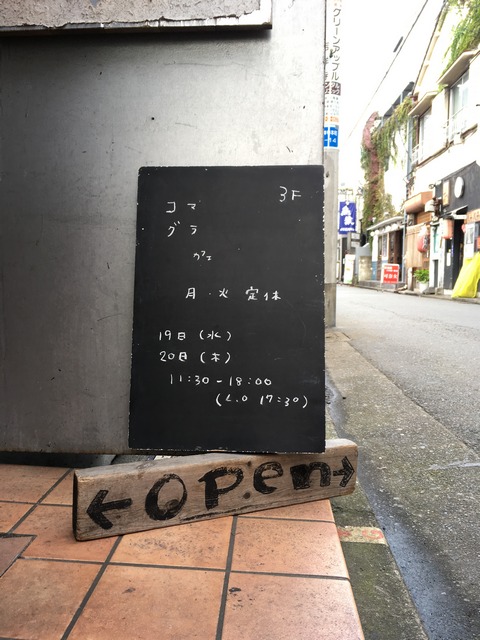 3F
コマ
グラ
カフェ
月・火 定休
19日(水)
20日(木)
11:30-18:00
(L.O 17:30)
←OPen→
グリーンアップル